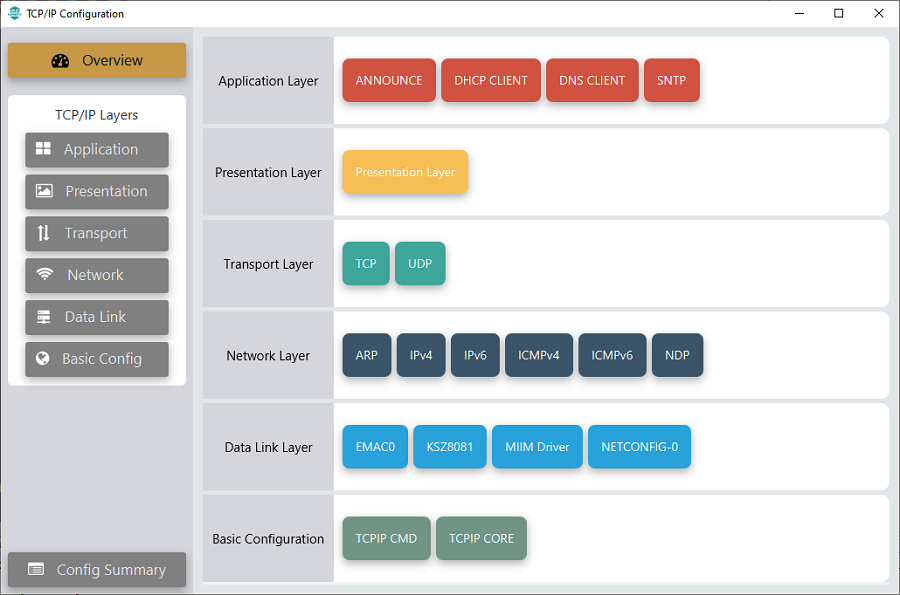 TCP/IP Configuration
Overview
TCP/IP Layers
Application
Presentation
Transport
Network
Data Link
Basic Config
Config Summary
Application Layer
ANNOUNCE
DHCP CLIENT
DNS CLIENT
SNTP
Presentation Layer
Presentation Layer
Transport Layer
TCP
UDP
Network Layer
ARP
IPv4
IPv6
ICMPv4
ICMPv6
NDP
Data Link Layer
EMAC0
KSZ8081
MIIM Driver
NETCONFIG-0
Basic Configuration
TCPIP CMD
TCPIP CORE